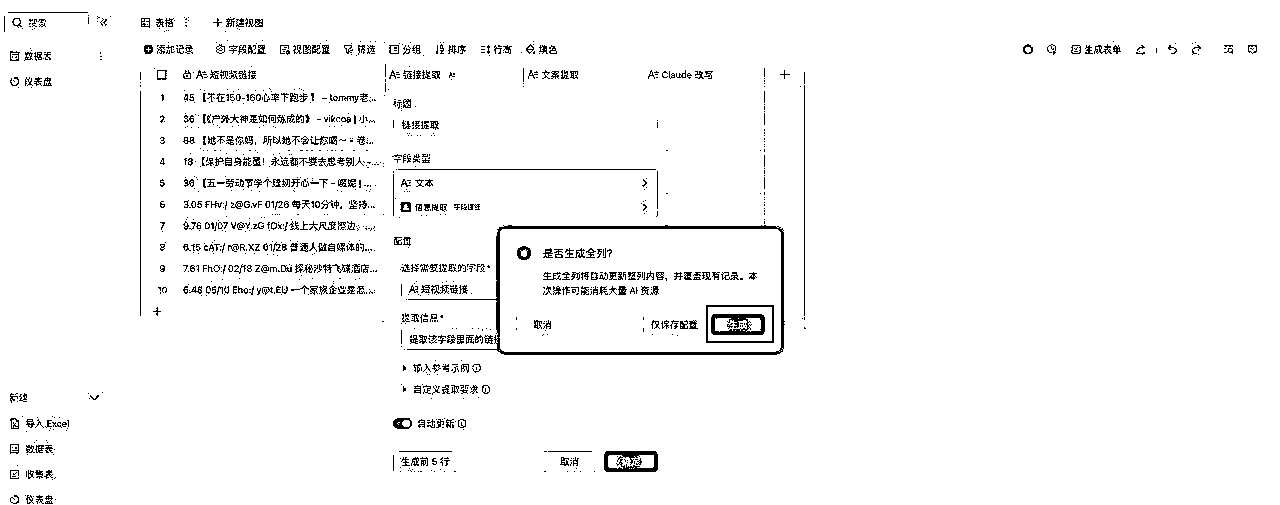 搜索
数据表
仪表盘
表格
新建视图
添加记录 字段配置 视图配置 筛选 分组 排序 行高 填色
生成表单
短视频链接 链接提取 文案提取 Claude 改写
1 45 【不在150-160心率下跑步】 - tommy老...
2 36 【《户外大神是如何炼成的》 - vikcoa | 小...
3 88 【她不是你妈，所以她不会让你喝~ - 卷...
4 18 【保护自身能量！永远都不要去思考别人...
5 36 【五一劳动节学个跳绳开心一下 -
6 3.05 FHv:/ z@G.vF 01/26 每天10分钟，坚持...
7 9.76 01/07 V@Y.zG fOx:/ 线上大尺度擦边...
8 6.15 cAT:/ r@R.XZ 01/28 普通人做自媒体的...
9 7.61 FhO:/ 02/18 Z@m.Du 探秘沙特飞碟酒店...
10 6.48 05/10 Eho:/ y@t.EU 一个家族企业是怎...
标题
链接提取
字段类型
文本
信息提取 字段捷径
配置
选择需要提取的字段 *
短视频链接
提取信息 *
提取该字段里面的链接
输入参考示例
自定义提取要求
自动更新
生成前 5 行 取消 确定
是否生成全列?
生成全列将自动更新整列内容，并覆盖现有记录。本
次操作可能消耗大量 AI 资源
取消 仅保存配置 生成
新建
导入 Excel
数据表
收集表
仪表盘